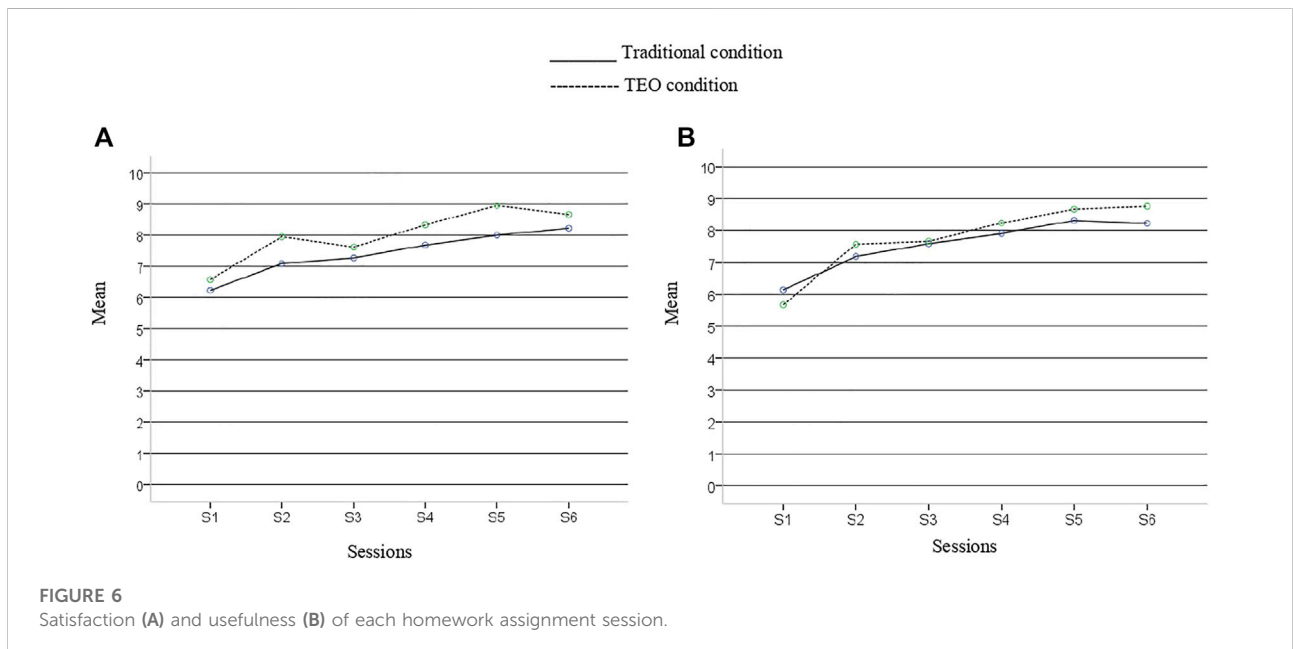 Traditional condition
TEO condition
A
10
9
8
7
6
5
4
3
2
1
0
Mean
S1 S2 S3 S4 S5 S6
Sessions
B
10
9
8
7
6
5
4
3
2
1
0
Mean
S1 S2 S3 S4 S5 S6
Sessions
FIGURE 6
Satisfaction (A) and usefulness (B) of each homework assignment session.